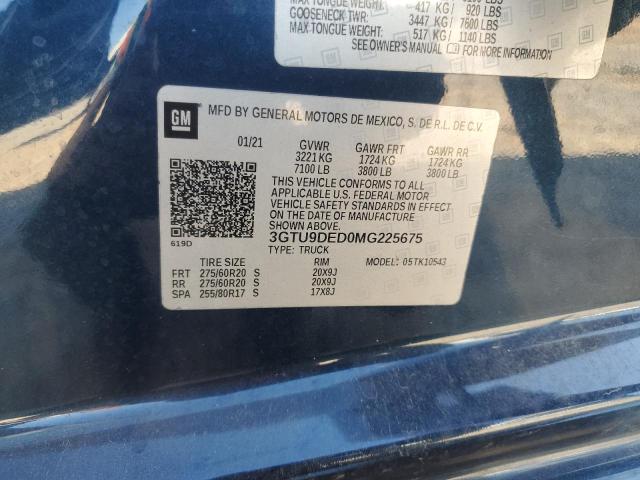 MAX TONGUE WEIGHT: 417 KG/ 920 LBS
GOOSENECK TWR: 3447 KG/ 7600 LBS
MAX TONGUE WEIGHT: 517 KG/ 1140 LBS
SEE OWNER'S MANUAL FOR MORE INFORMATION
GM
MFD BY GENERAL MOTORS DE MEXICO, S. DE R.L. DE C.V.
01/21 GVWR GAWR FRT GAWR RR
3221 KG 1724 KG 1724 KG
7100 LB 3800 LB 3800 LB
THIS VEHICLE CONFORMS TO ALL
APPLICABLE U.S. FEDERAL MOTOR
VEHICLE SAFETY STANDARDS IN EFFECT
ON THE DATE OF MANUFACTURE
SHOWN ABOVE.
619D
3GTU9DED0MG225675
TYPE: TRUCK MODEL: 05TK10543
TIRE SIZE RIM
FRT 275/60R20 S 20X9J
RR 275/60R20 S 20X9J
SPA 255/80R17 S 17X8J